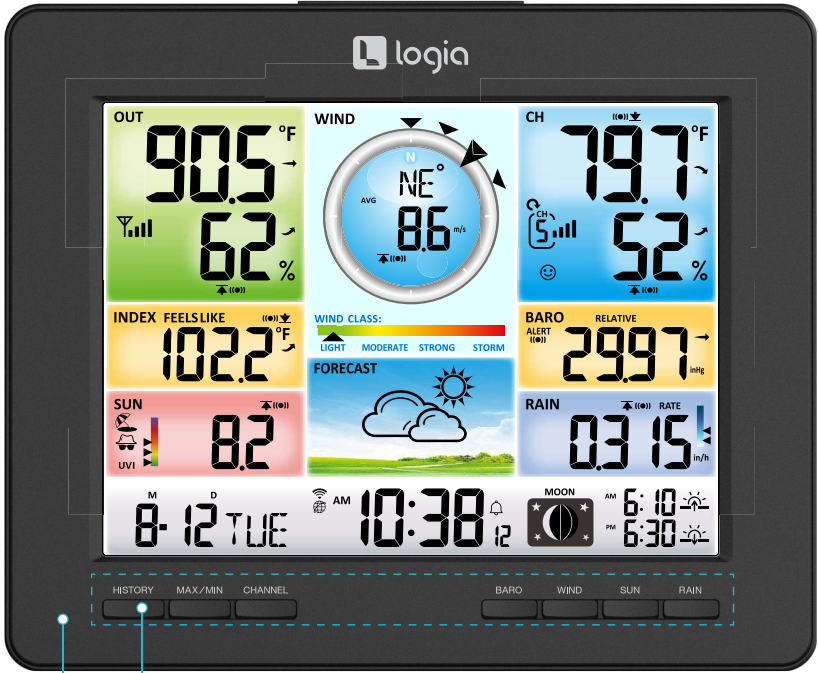 logia
OUT
90.5 °F
62 %
WIND
N
NE°
AVG
8.6 m/s
WIND CLASS:
LIGHT MODERATE STRONG STORM
CH
79.7 °F
CH
5
52 %
INDEX FEELS LIKE
102.2 °F
FORECAST
BARO RELATIVE
ALERT
29.97 inHg
SUN
UVI
8.2
RAIN RATE
0.315 in/h
M D
8-12 TUE
AM 10:38 12
MOON
AM 6:10
PM 6:30
HISTORY MAX/MIN CHANNEL BARO WIND SUN RAIN